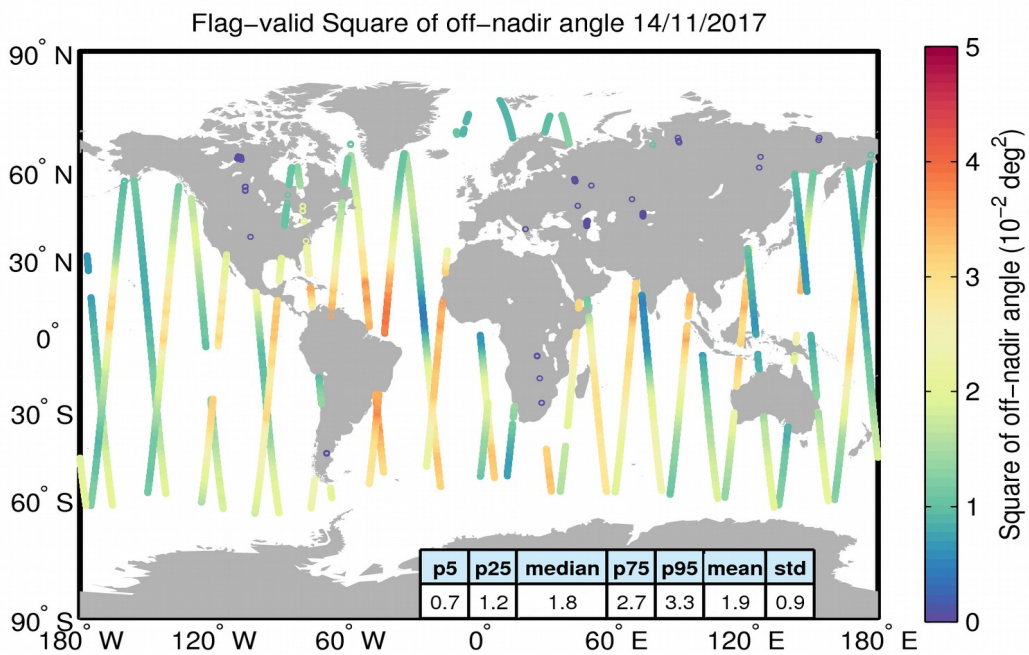 Flag−valid Square of off−nadir angle 14/11/2017
90° N
60° N
30° N
0°
30° S
60° S
90° S
180° W
120° W
60° W
0°
60° E
120° E
180° E
p5 p25 median p75 p95 mean std
0.7 1.2 1.8 2.7 3.3 1.9 0.9
5
4
3
2
1
0
Square of off−nadir angle (10⁻² deg²)